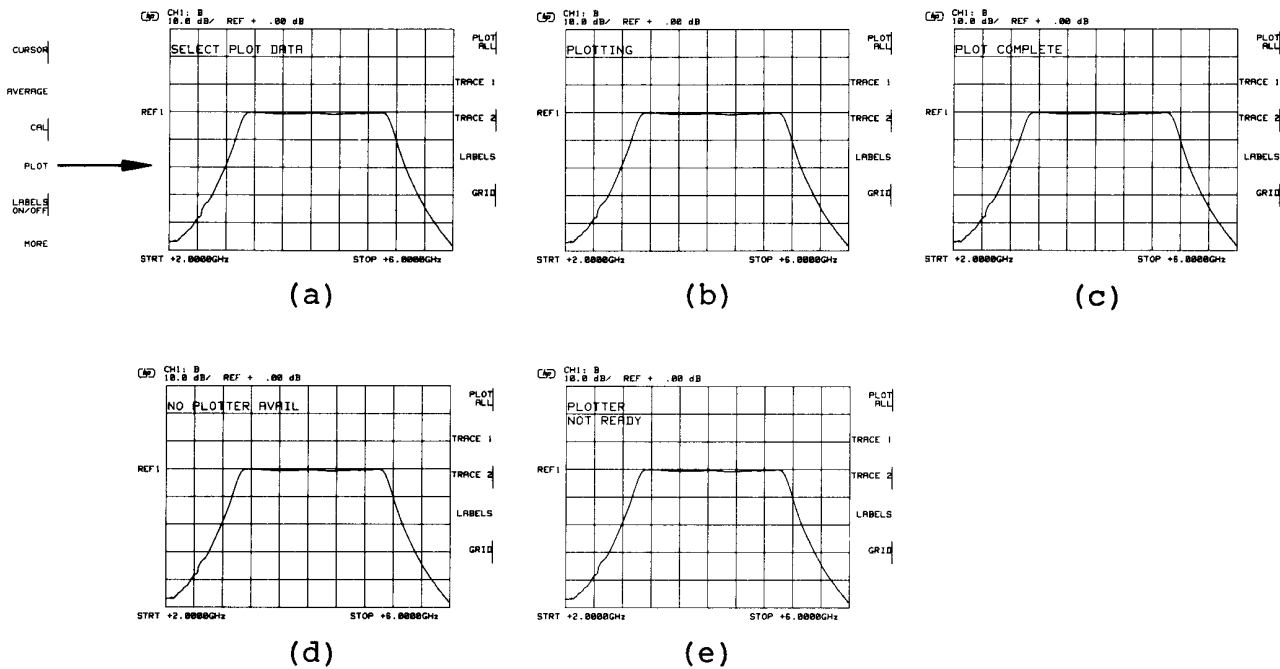 CURSOR
AVERAGE
CAL
PLOT
LABELS
ON/OFF
MORE
hp CH1: B
10.0 dB/ REF + .00 dB
SELECT PLOT DATA
REF1
STRT +2.0000GHz STOP +6.0000GHz
PLOT
ALL
TRACE 1
TRACE 2
LABELS
GRID
(a)
hp CH1: B
10.0 dB/ REF + .00 dB
PLOTTING
REF1
STRT +2.0000GHz STOP +6.0000GHz
PLOT
ALL
TRACE 1
TRACE 2
LABELS
GRID
(b)
hp CH1: B
10.0 dB/ REF + .00 dB
PLOT COMPLETE
REF1
STRT +2.0000GHz STOP +6.0000GHz
PLOT
ALL
TRACE 1
TRACE 2
LABELS
GRID
(c)
hp CH1: B
10.0 dB/ REF + .00 dB
NO PLOTTER AVAIL
REF1
STRT +2.0000GHz STOP +6.0000GHz
PLOT
ALL
TRACE 1
TRACE 2
LABELS
GRID
(d)
hp CH1: B
10.0 dB/ REF + .00 dB
PLOTTER
NOT READY
REF1
STRT +2.0000GHz STOP +6.0000GHz
PLOT
ALL
TRACE 1
TRACE 2
LABELS
GRID
(e)